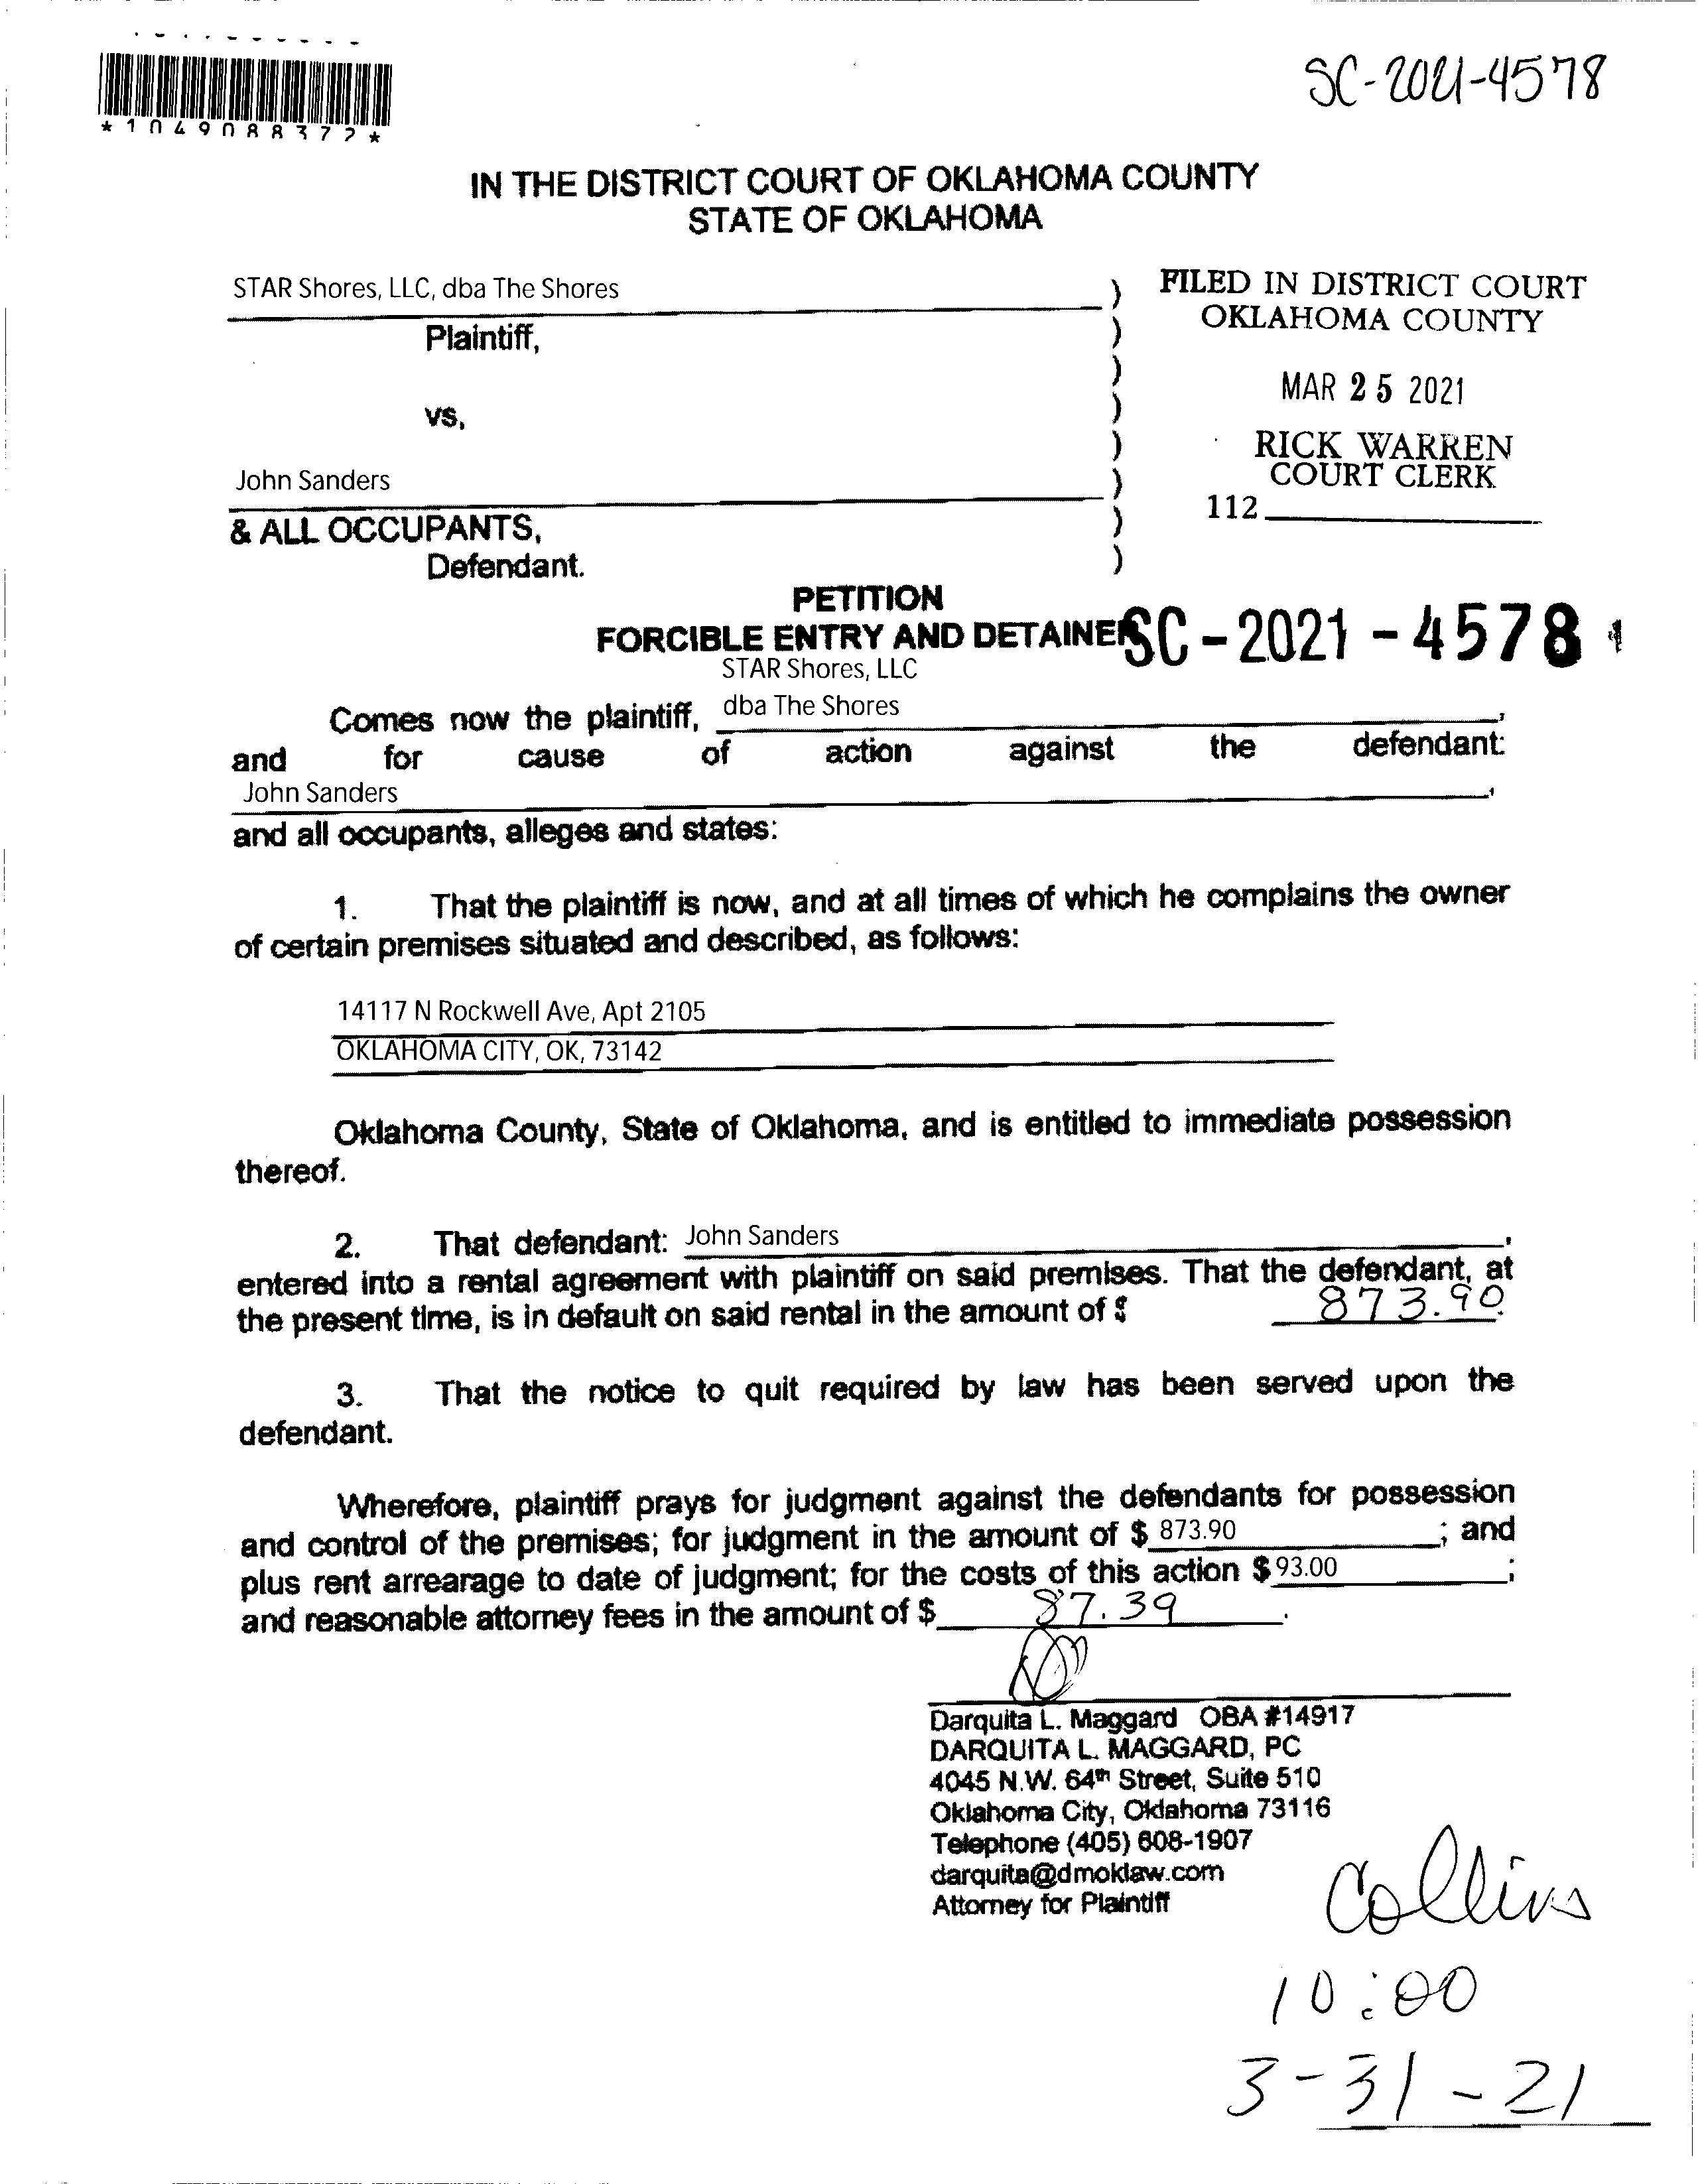 SC-2021-4578
*1049088372*
IN THE DISTRICT COURT OF OKLAHOMA COUNTY
STATE OF OKLAHOMA
STAR Shores, LLC, dba The Shores )
Plaintiff, )
)
vs, )
)
John Sanders )
& ALL OCCUPANTS, )
Defendant. )
FILED IN DISTRICT COURT
OKLAHOMA COUNTY
MAR 25 2021
RICK WARREN
COURT CLERK
112
PETITION
FORCIBLE ENTRY AND DETAINER
SC-2021-4578
STAR Shores, LLC
Comes now the plaintiff, dba The Shores,
and for cause of action against the defendant:
John Sanders,
and all occupants, alleges and states:
1. That the plaintiff is now, and at all times of which he complains the owner
of certain premises situated and described, as follows:
14117 N Rockwell Ave, Apt 2105
OKLAHOMA CITY, OK, 73142
Oklahoma County, State of Oklahoma, and is entitled to immediate possession
thereof.
2. That defendant: John Sanders,
entered into a rental agreement with plaintiff on said premises. That the defendant, at
the present time, is in default on said rental in the amount of $ 873.90.
3. That the notice to quit required by law has been served upon the
defendant.
Wherefore, plaintiff prays for judgment against the defendants for possession
and control of the premises; for judgment in the amount of $ 873.90; and
plus rent arrearage to date of judgment; for the costs of this action $ 93.00;
and reasonable attorney fees in the amount of $ 87.39.
Darquita L. Maggard OBA #14917
DARQUITA L. MAGGARD, PC
4045 N.W. 64th Street, Suite 510
Oklahoma City, Oklahoma 73116
Telephone (405) 608-1907
darquita@dmoklaw.com
Attorney for Plaintiff
Collins
10:00
3-31-21